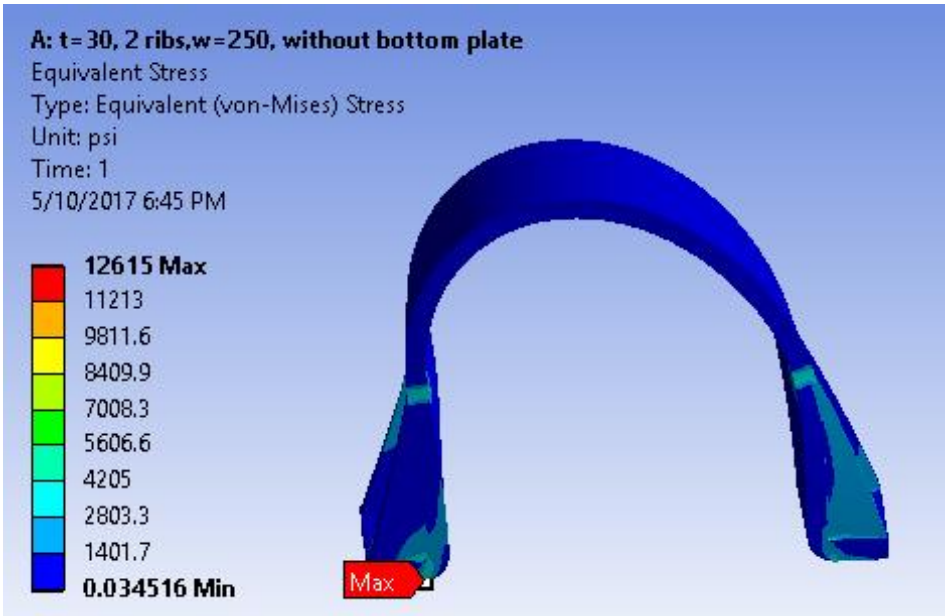 A: t=30, 2 ribs,w=250, without bottom plate
Equivalent Stress
Type: Equivalent (von-Mises) Stress
Unit: psi
Time: 1
5/10/2017 6:45 PM
12615 Max
11213
9811.6
8409.9
7008.3
5606.6
4205
2803.3
1401.7
0.034516 Min
Max